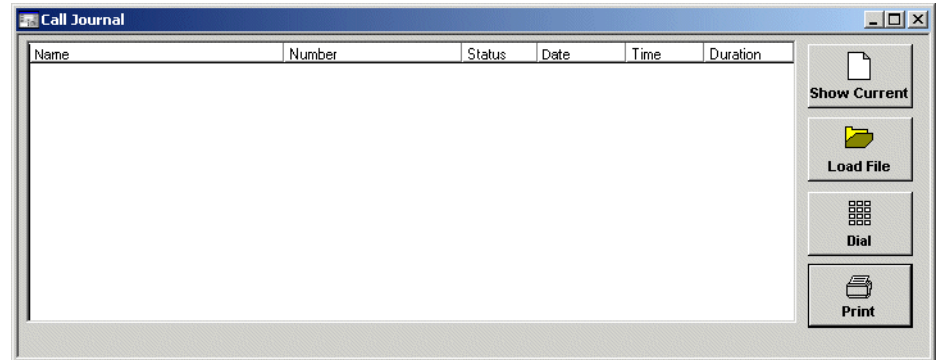 Call Journal
Name Number Status Date Time Duration
Show Current
Load File
Dial
Print